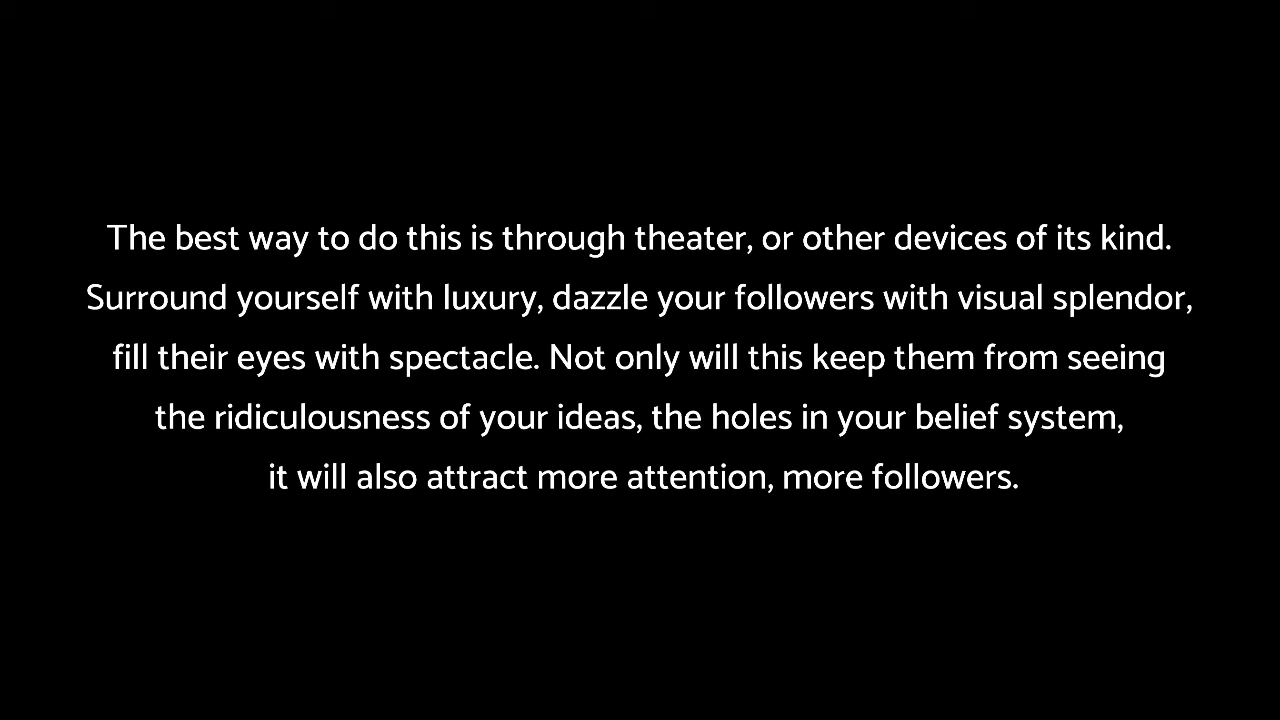 The best way to do this is through theater, or other devices of its kind.
Surround yourself with luxury, dazzle your followers with visual splendor,
fill their eyes with spectacle. Not only will this keep them from seeing
the ridiculousness of your ideas, the holes in your belief system,
it will also attract more attention, more followers.